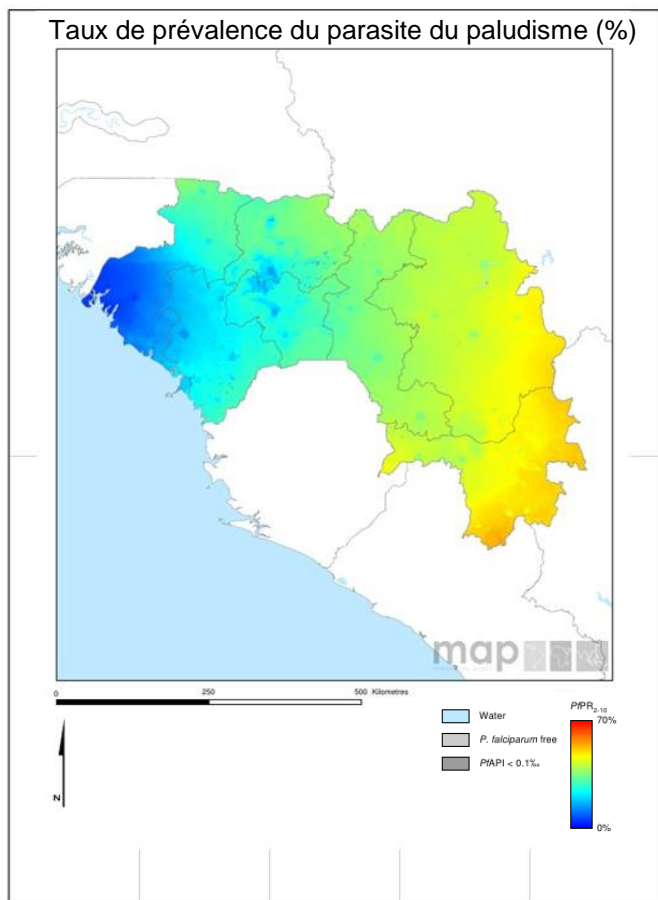 Taux de prévalence du parasite du paludisme (%)
map
0 250 500 Kilometres
Water
P. falciparum free
PfAPI < 0.1‰
PfPR2-10
70%
0%
N